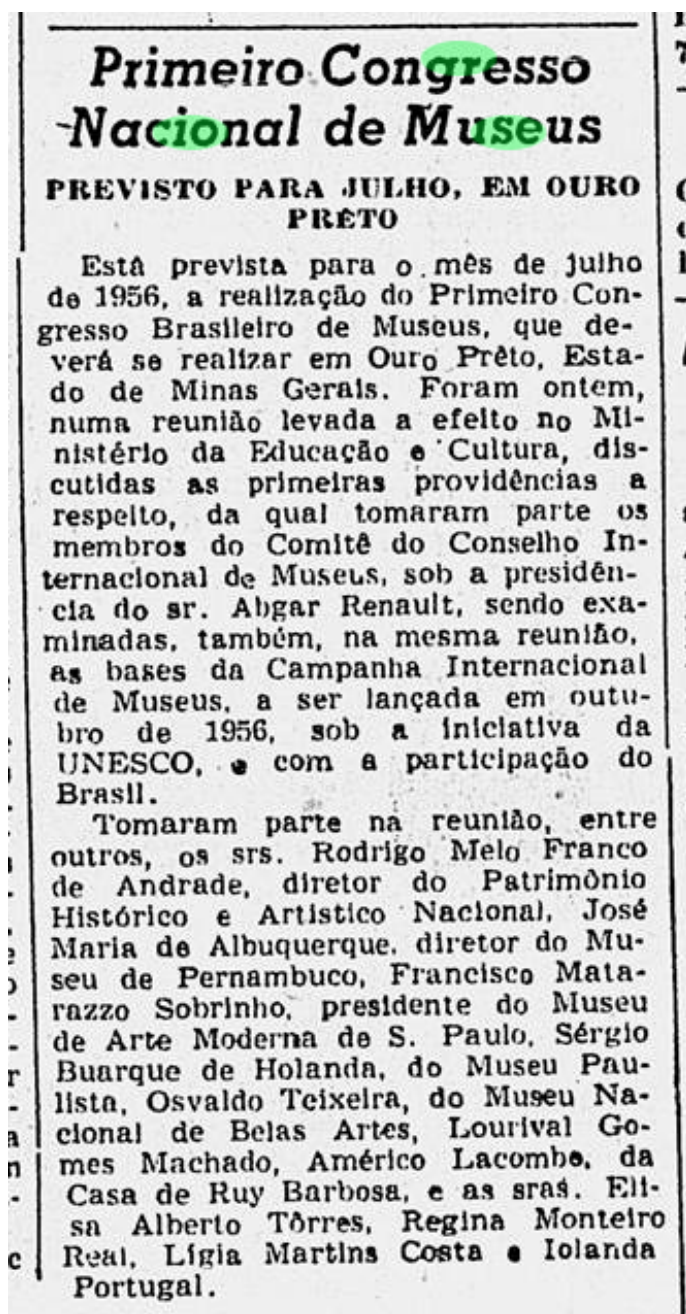 Primeiro Congresso
Nacional de Museus
PREVISTO PARA JULHO, EM OURO
PRÊTO
Está prevista para o mês de julho
de 1956, a realização do Primeiro Con-
gresso Brasileiro de Museus, que de-
verá se realizar em Ouro Prêto, Esta-
do de Minas Gerais. Foram ontem,
numa reunião levada a efeito no Mi-
nistério da Educação e Cultura, dis-
cutidas as primeiras providências a
respeito, da qual tomaram parte os
membros do Comitê do Conselho In-
ternacional de Museus, sob a presidên-
cia do sr. Abgar Renault, sendo exa-
minadas, também, na mesma reunião,
as bases da Campanha Internacional
de Museus, a ser lançada em outu-
bro de 1956, sob a iniciativa da
UNESCO, e com a participação do
Brasil.
Tomaram parte na reunião, entre
outros, os srs. Rodrigo Melo Franco
de Andrade, diretor do Patrimônio
Histórico e Artistico Nacional, José
Maria de Albuquerque, diretor do Mu-
seu de Pernambuco, Francisco Mata-
razzo Sobrinho, presidente do Museu
de Arte Moderna de S. Paulo, Sérgio
Buarque de Holanda, do Museu Pau-
lista, Osvaldo Teixeira, do Museu Na-
cional de Belas Artes, Lourival Go-
mes Machado, Américo Lacombe, da
Casa de Ruy Barbosa, e as sras. Eli-
sa Alberto Tôrres, Regina Monteiro
Real, Lígia Martins Costa e Iolanda
Portugal.